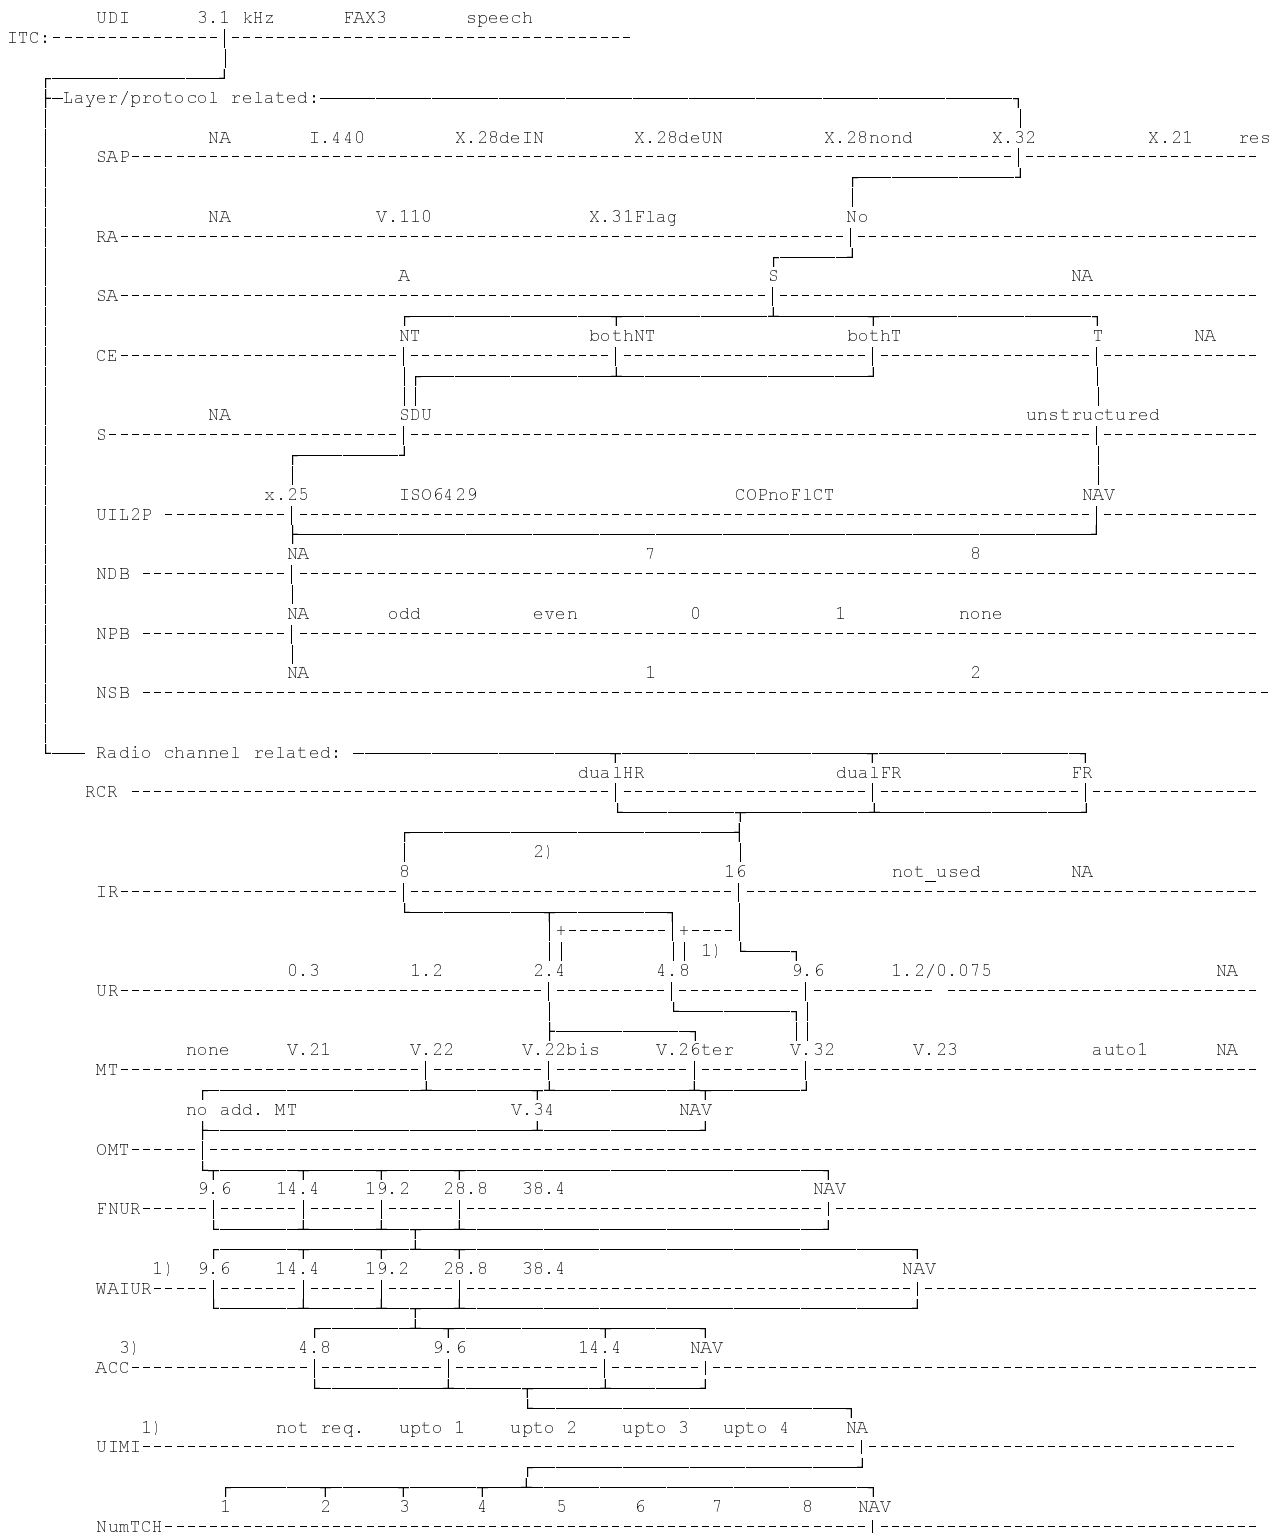 UDI 3.1 kHz FAX3 speech
ITC:
Layer/protocol related:
NA I.440 X.28deIN X.28deUN X.28nond X.32 X.21 res
SAP
NA V.110 X.31Flag No
RA
A S NA
SA
NT bothNT bothT T NA
CE
NA SDU unstructured
S
x.25 ISO6429 COPnoFlCT NAV
UIL2P
NA 7 8
NDB
NA odd even 0 1 none
NPB
NA 1 2
NSB
Radio channel related:
dualHR dualFR FR
RCR
2)
8 16 not_used NA
IR
1)
0.3 1.2 2.4 4.8 9.6 1.2/0.075 NA
UR
none V.21 V.22 V.22bis V.26ter V.32 V.23 auto1 NA
MT
no add. MT V.34 NAV
OMT
9.6 14.4 19.2 28.8 38.4 NAV
FNUR
1) 9.6 14.4 19.2 28.8 38.4 NAV
WAIUR
3) 4.8 9.6 14.4 NAV
ACC
1) not req. upto 1 upto 2 upto 3 upto 4 NA
UIMI
1 2 3 4 5 6 7 8 NAV
NumTCH